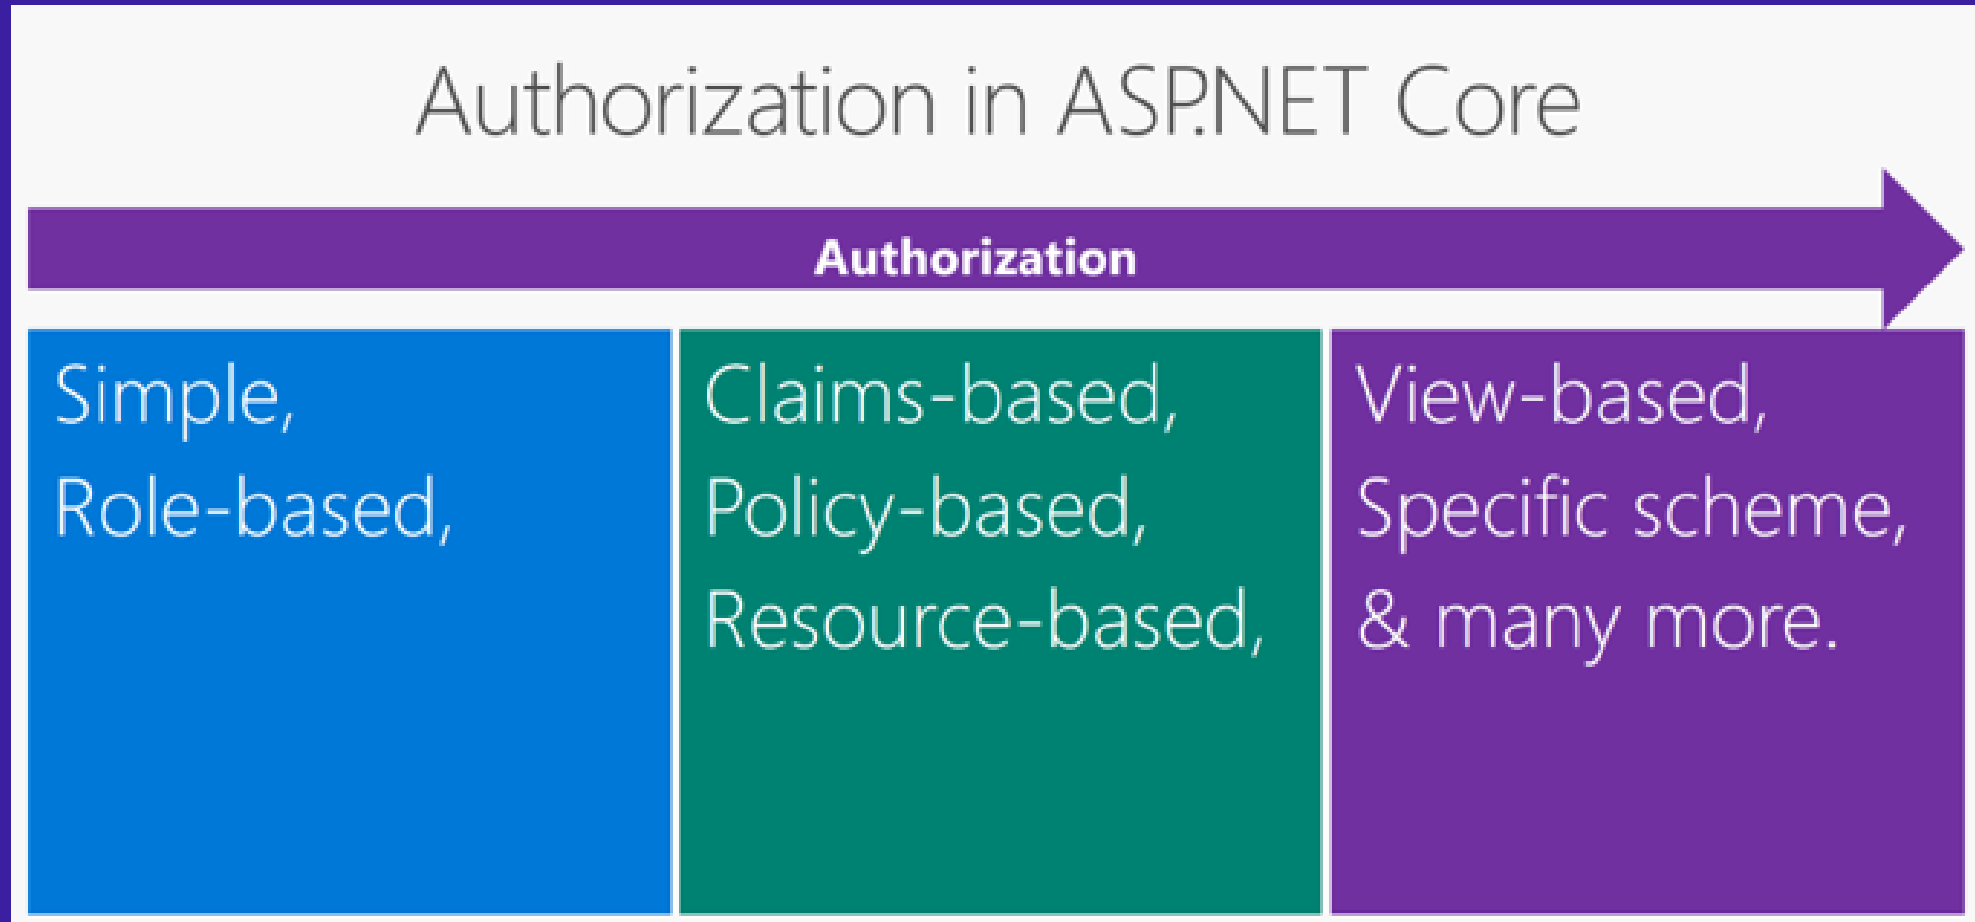 Authorization in ASP.NET Core
Authorization
Simple,
Role-based,
Claims-based,
Policy-based,
Resource-based,
View-based,
Specific scheme,
& many more.